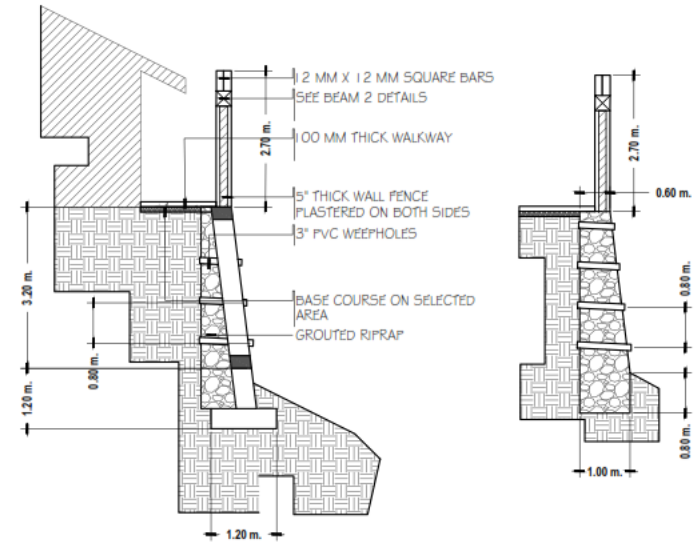 12 MM X 12 MM SQUARE BARS
SEE BEAM 2 DETAILS
2.70 m.
100 MM THICK WALKWAY
5" THICK WALL FENCE
PLASTERED ON BOTH SIDES
3" PVC WEEPHOLES
3.20 m.
BASE COURSE ON SELECTED
AREA
GROUTED RIPRAP
0.80 m.
1.20 m.
1.20 m.
2.70 m.
0.60 m.
0.80 m.
0.80 m.
1.00 m.